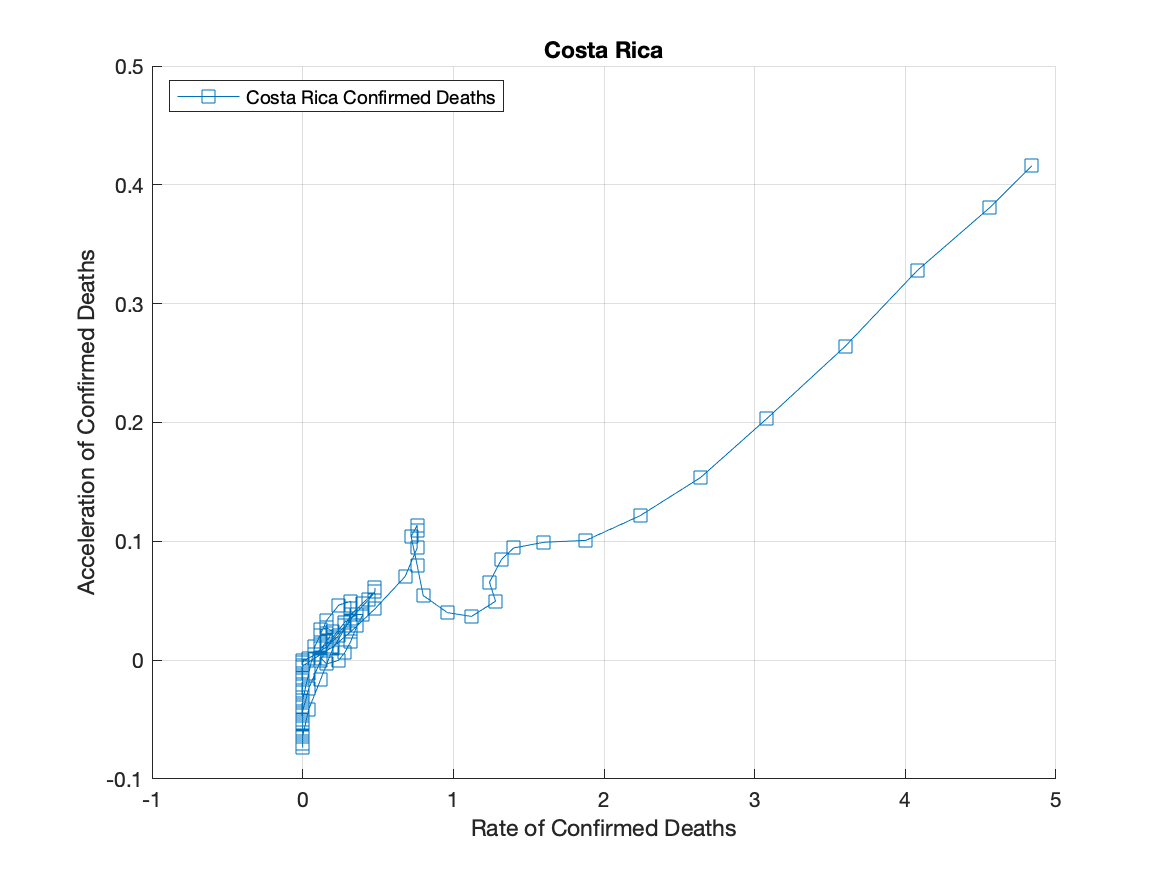 Costa Rica
Costa Rica Confirmed Deaths
0.5
0.4
0.3
0.2
0.1
0
-0.1
Acceleration of Confirmed Deaths
-1 0 1 2 3 4 5
Rate of Confirmed Deaths